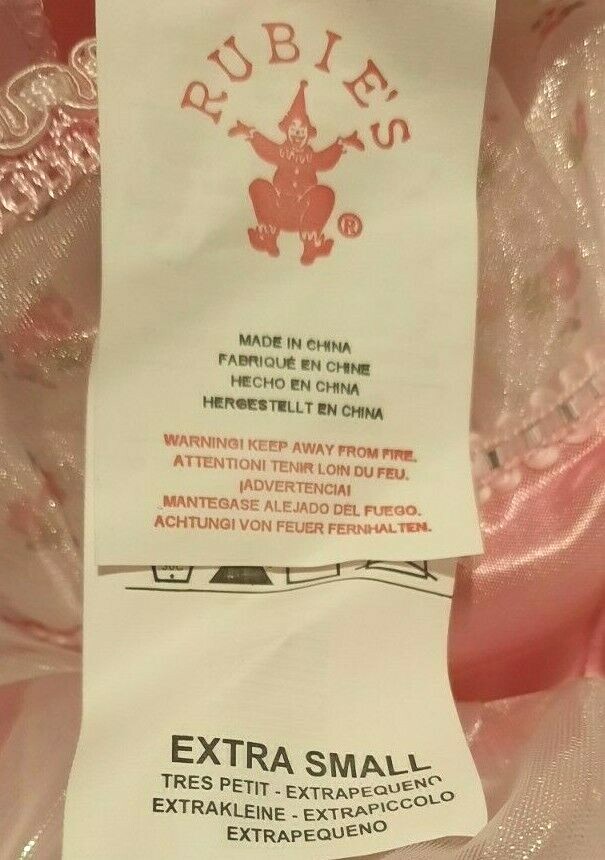 RUBIE'S
®
MADE IN CHINA
FABRIQUÉ EN CHINE
HECHO EN CHINA
HERGESTELLT EN CHINA
WARNING! KEEP AWAY FROM FIRE.
ATTENTION! TENIR LOIN DU FEU.
¡ADVERTENCIA!
MANTEGASE ALEJADO DEL FUEGO.
ACHTUNG! VON FEUER FERNHALTEN.
EXTRA SMALL
TRES PETIT - EXTRAPEQUENO
EXTRAKLEINE - EXTRAPICCOLO
EXTRAPEQUENO